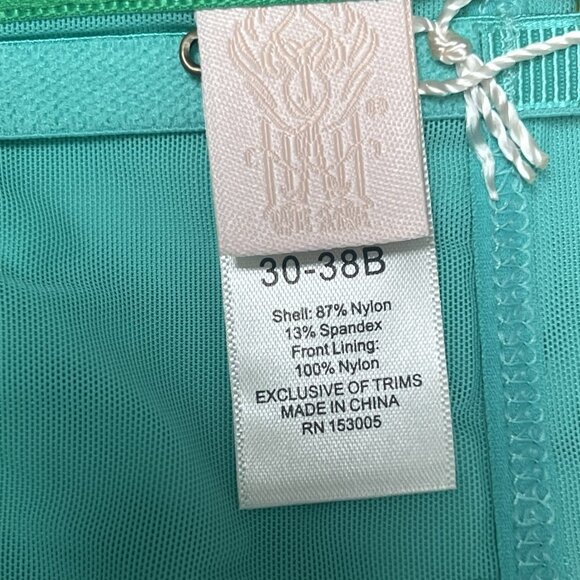 30-38B
Shell: 87% Nylon
13% Spandex
Front Lining:
100% Nylon
EXCLUSIVE OF TRIMS
MADE IN CHINA
RN 153005